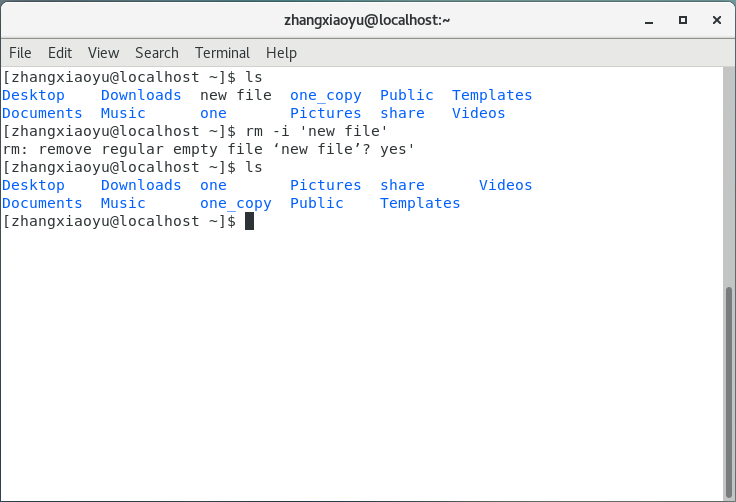 zhangxiaoyu@localhost:~
File Edit View Search Terminal Help
[zhangxiaoyu@localhost ~]$ ls
Desktop    Downloads  new file  one_copy  Public  Templates
Documents  Music      one       Pictures  share   Videos
[zhangxiaoyu@localhost ~]$ rm -i 'new file'
rm: remove regular empty file ‘new file’? yes'
[zhangxiaoyu@localhost ~]$ ls
Desktop    Downloads  one       Pictures  share      Videos
Documents  Music      one_copy  Public    Templates
[zhangxiaoyu@localhost ~]$